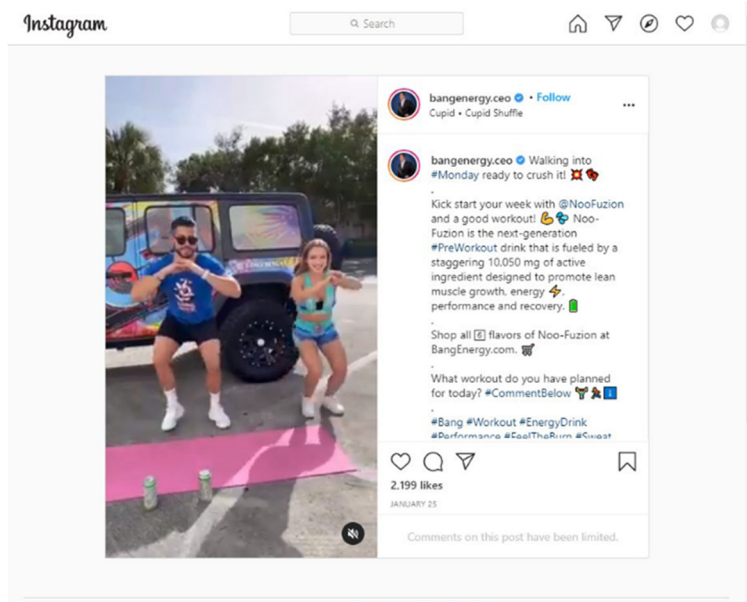 Instagram
Search
bangenergy.ceo • Follow
Cupid • Cupid Shuffle
bangenergy.ceo Walking into
#Monday ready to crush it! 💥👣
.
Kick start your week with @NooFuzion
and a good workout! 💪💨 Noo-
Fuzion is the next-generation
#PreWorkout drink that is fueled by a
staggering 10,050 mg of active
ingredient designed to promote lean
muscle growth, energy ⚡,
performance and recovery. 🔋
.
Shop all 6️⃣ flavors of Noo-Fuzion at
BangEnergy.com. 🛒
.
What workout do you have planned
for today? #CommentBelow 🏋️🏃⬇️
.
#Bang #Workout #EnergyDrink
#Performance #FeelTheBurn #Sweat
2,199 likes
JANUARY 25
Comments on this post have been limited.